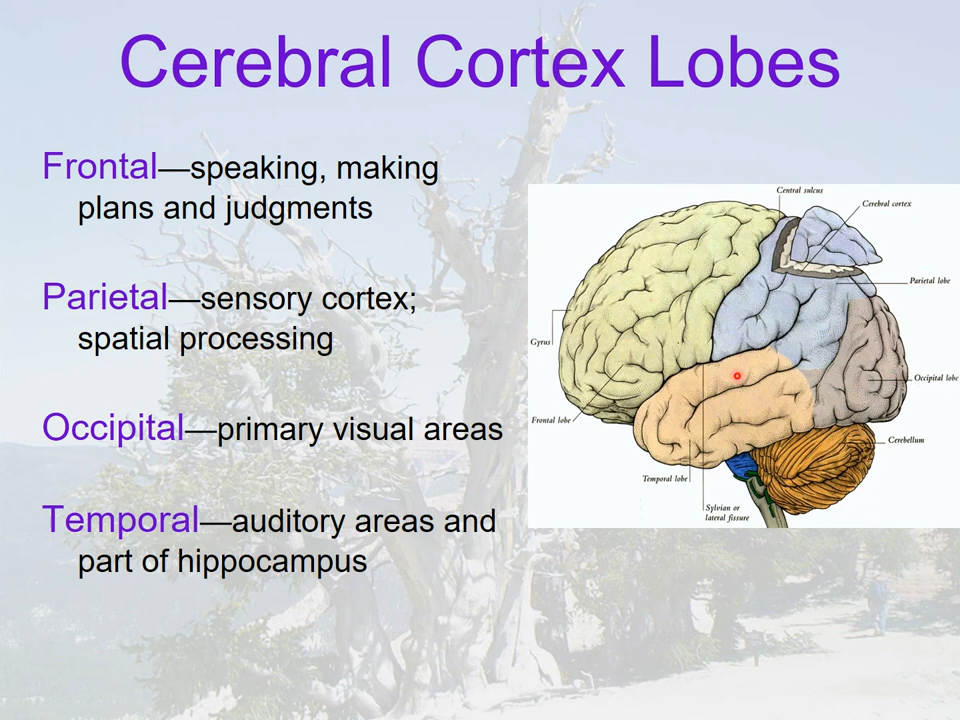 Cerebral Cortex Lobes
Frontal—speaking, making
plans and judgments
Parietal—sensory cortex;
spatial processing
Occipital—primary visual areas
Temporal—auditory areas and
part of hippocampus
Central sulcus
Cerebral cortex
Parietal lobe
Gyrus
Occipital lobe
Frontal lobe
Cerebellum
Temporal lobe
Sylvian or
lateral fissure